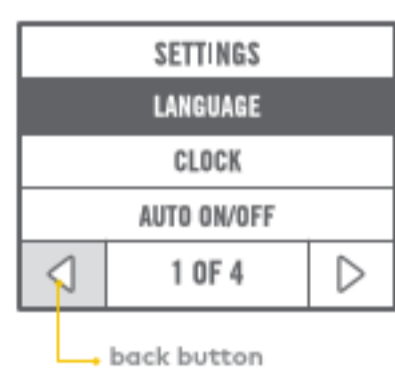 SETTINGS
LANGUAGE
CLOCK
AUTO ON/OFF
1 OF 4
back button